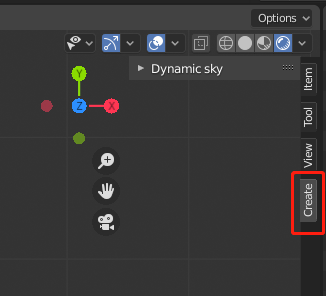 Options
Dynamic sky
Y
Z
X
Item
Tool
View
Create